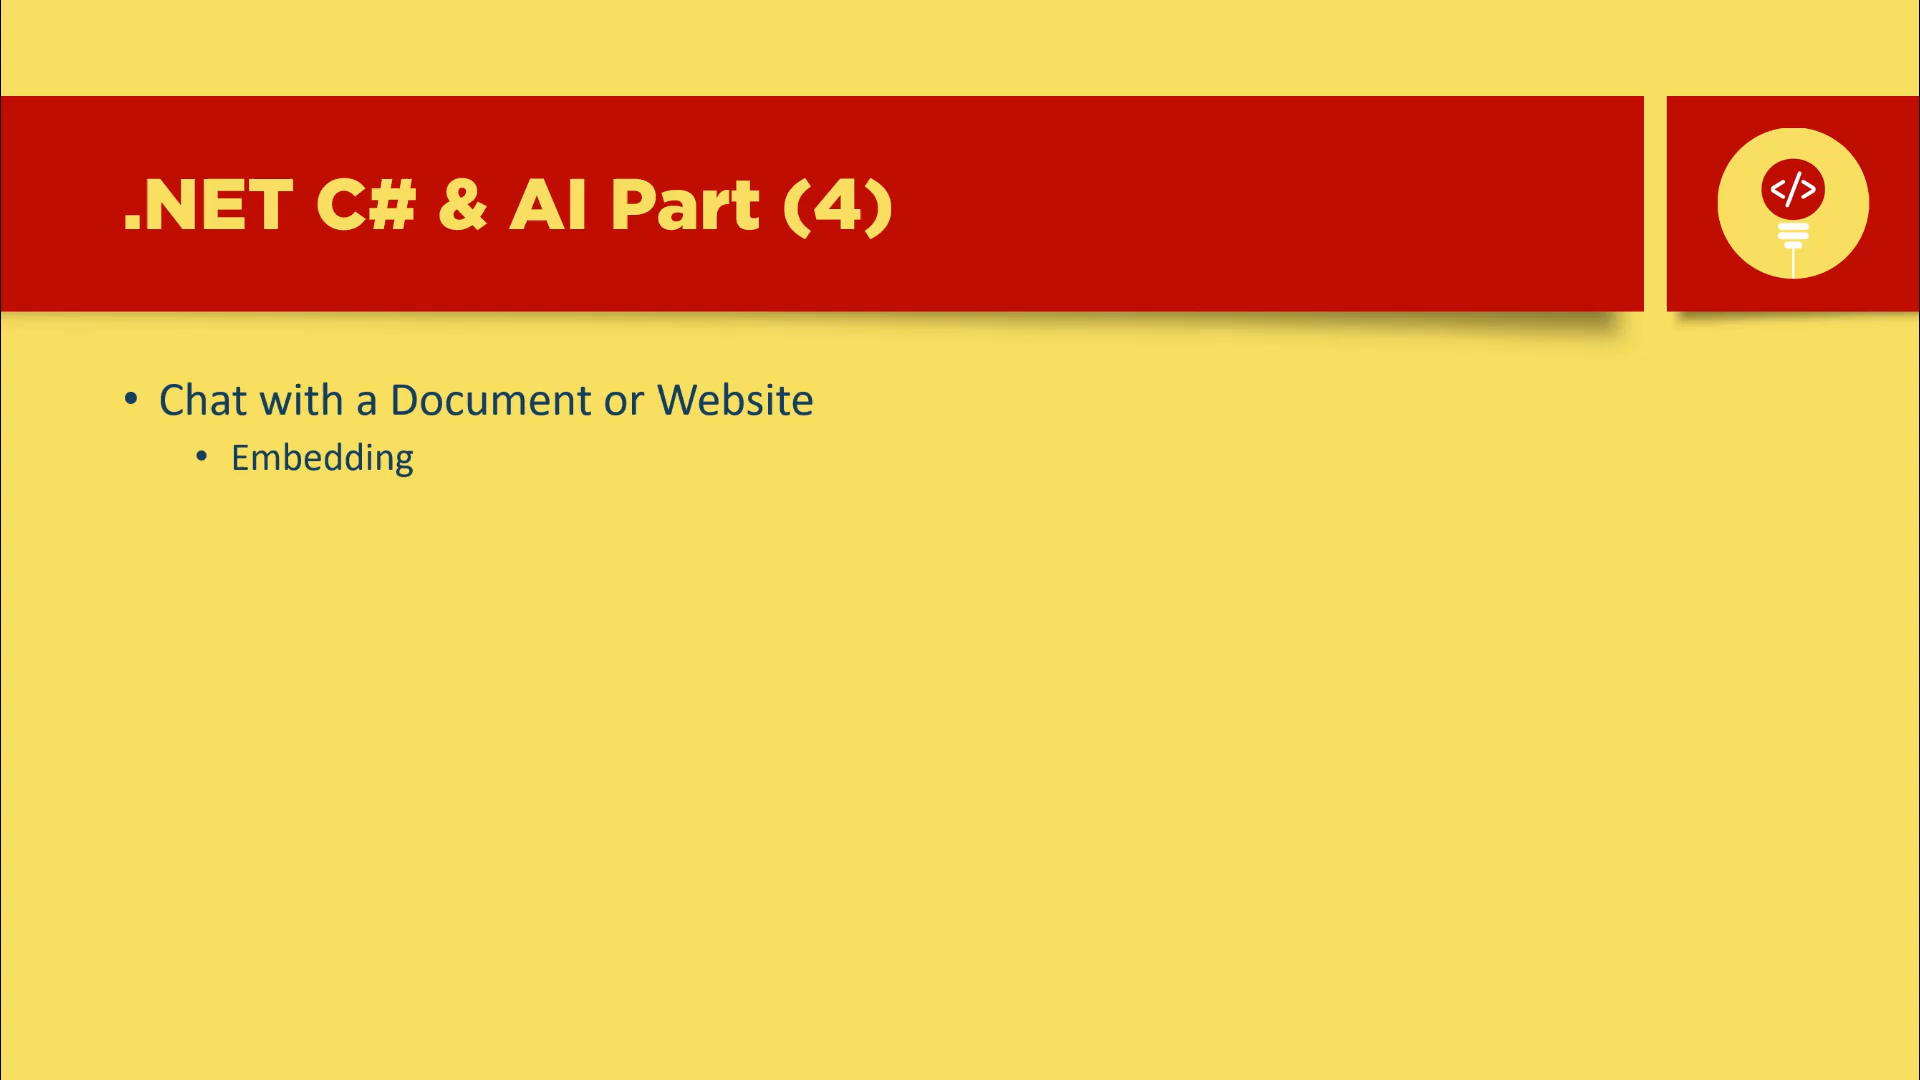 .NET C# & AI Part (4)
</>
• Chat with a Document or Website
• Embedding